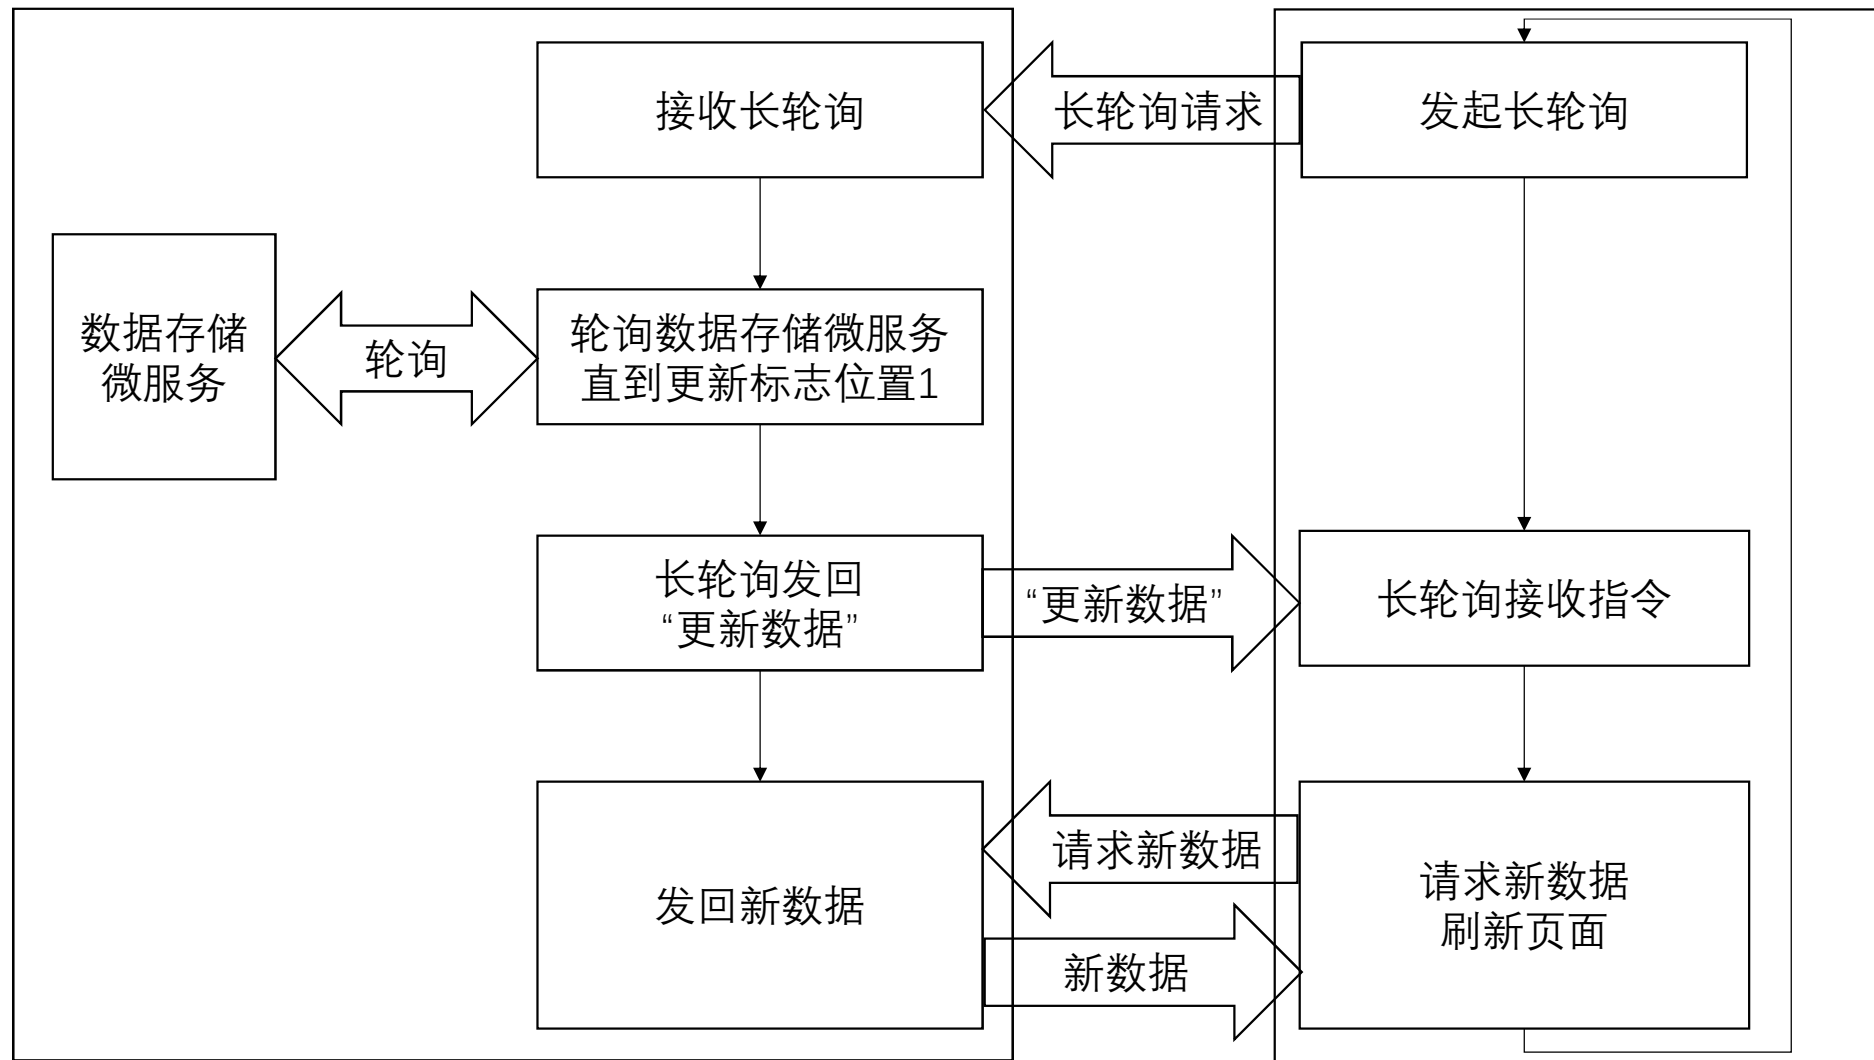 接收长轮询
长轮询请求
发起长轮询
数据存储
微服务
轮询
轮询数据存储微服务
直到更新标志位置1
长轮询发回
“更新数据”
“更新数据”
长轮询接收指令
发回新数据
请求新数据
新数据
请求新数据
刷新页面